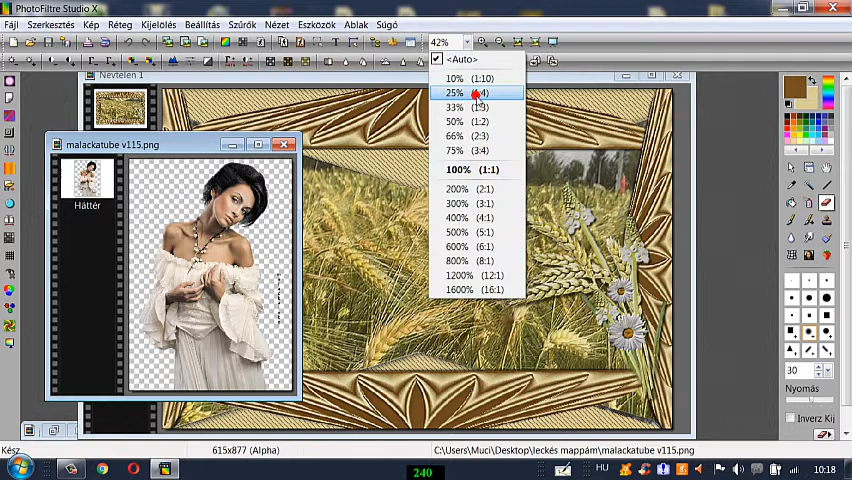 PhotoFiltre Studio X
Fájl Szerkesztés Kép Réteg Kijelölés Beállítás Szűrők Nézet Eszközök Ablak Súgó
42%
<Auto>
Névtelen 1
10% (1:10)
25%
33% (1:3)
50% (1:2)
66% (2:3)
75% (3:4)
100% (1:1)
200% (2:1)
300% (3:1)
400% (4:1)
500% (5:1)
600% (6:1)
800% (8:1)
1200% (12:1)
1600% (16:1)
malackatube v115.png
Háttér
30
Nyomás
Inverz Kij
Kész
615x877 (Alpha)
C:\Users\Muci\Desktop\leckés mappám\malackatube v115.png
240
HU
10:18